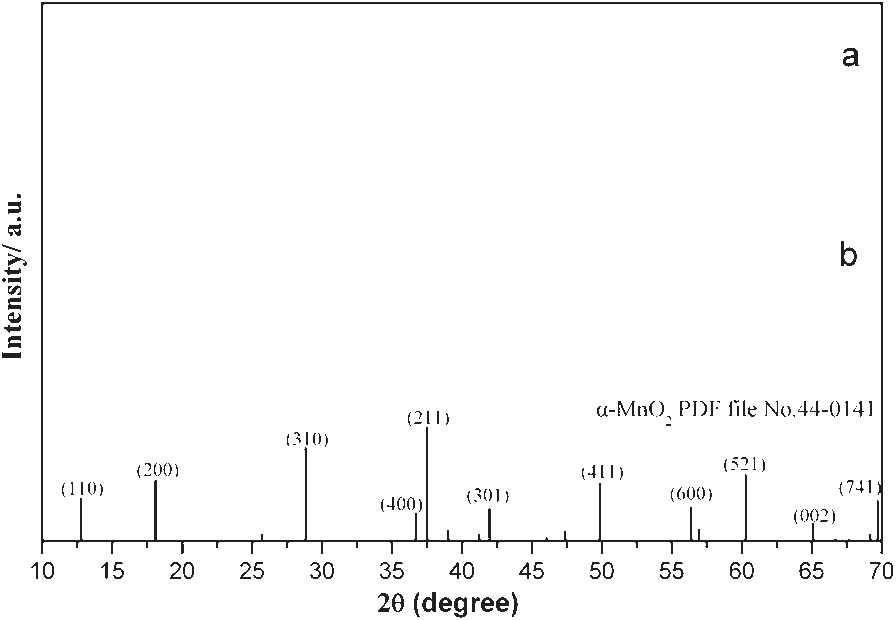 a
b
Intensity/ a.u.
α-MnO₂ PDF file No.44-0141
(110)
(200)
(310)
(400)
(211)
(301)
(411)
(600)
(521)
(002)
(741)
10 15 20 25 30 35 40 45 50 55 60 65 70
2θ (degree)